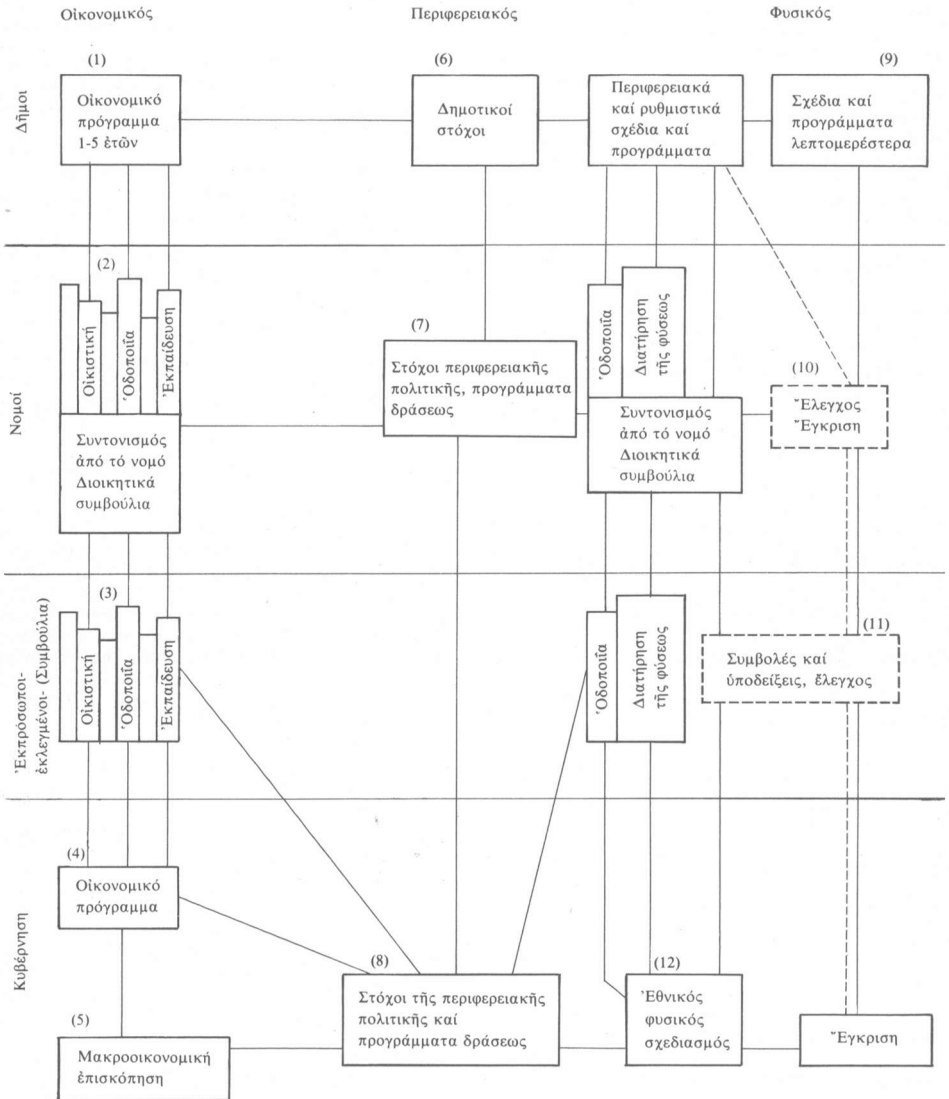 Οἰκονομικός
Περιφερειακός
Φυσικός
Δῆμοι
(1)
Οἰκονομικό
πρόγραμμα
1-5 ἐτῶν
(6)
Δημοτικοί
στόχοι
Περιφερειακά
καί ρυθμιστικά
σχέδια καί
προγράμματα
(9)
Σχέδια καί
προγράμματα
λεπτομερέστερα
Νομοί
(2)
Οἰκιστική
Ὁδοποιΐα
Ἐκπαίδευση
Συντονισμός
ἀπό τό νομό
Διοικητικά
συμβούλια
(7)
Στόχοι περιφερειακῆς
πολιτικῆς, προγράμματα
δράσεως
Ὁδοποιΐα
Διατήρηση
τῆς φύσεως
Συντονισμός
ἀπό τό νομό
Διοικητικά
συμβούλια
(10)
Ἔλεγχος
Ἔγκριση
Ἐκπρόσωποι-
ἐκλεγμένοι- (Συμβούλια)
(3)
Οἰκιστική
Ὁδοποιΐα
Ἐκπαίδευση
Ὁδοποιΐα
Διατήρηση
τῆς φύσεως
(11)
Συμβολές καί
ὑποδείξεις, ἔλεγχος
Κυβέρνηση
(4)
Οἰκονομικό
πρόγραμμα
(5)
Μακροοικονομική
ἐπισκόπηση
(8)
Στόχοι τῆς περιφερειακῆς
πολιτικῆς καί
προγράμματα δράσεως
(12)
Ἐθνικός
φυσικός
σχεδιασμός
Ἔγκριση